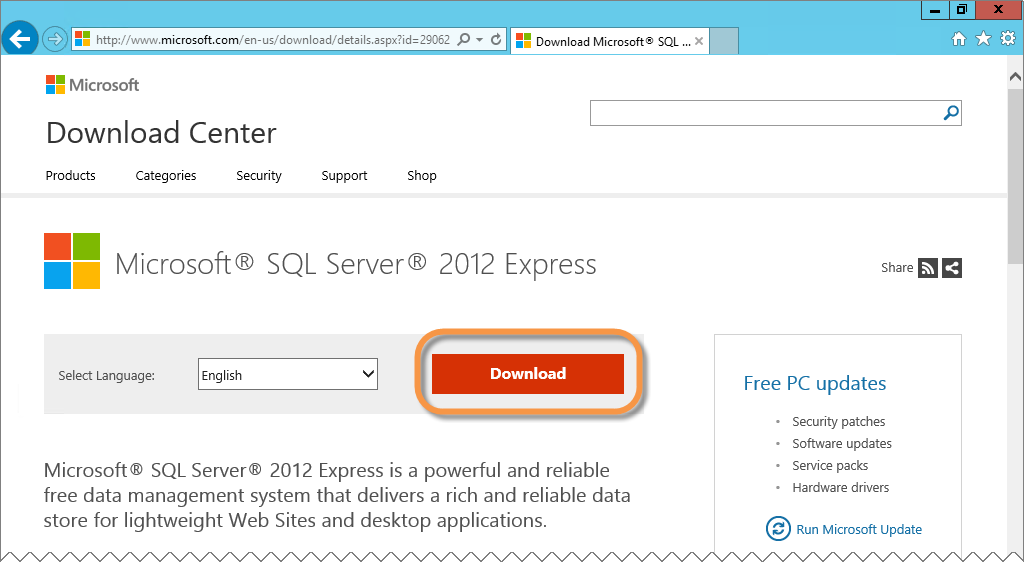 http://www.microsoft.com/en-us/download/details.aspx?id=29062
Download Microsoft® SQL ...
Microsoft
Download Center
Products Categories Security Support Shop
Microsoft® SQL Server® 2012 Express
Share
Select Language: English Download
Free PC updates
• Security patches
• Software updates
• Service packs
• Hardware drivers
Run Microsoft Update
Microsoft® SQL Server® 2012 Express is a powerful and reliable
free data management system that delivers a rich and reliable data
store for lightweight Web Sites and desktop applications.